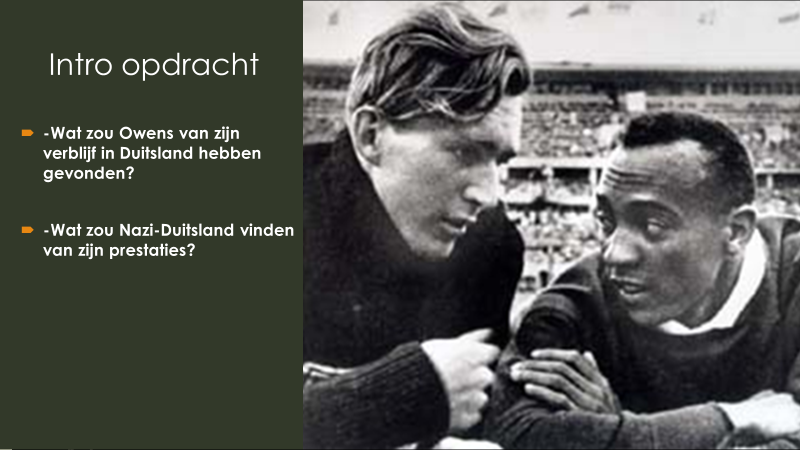 Intro opdracht
-Wat zou Owens van zijn
verblijf in Duitsland hebben
gevonden?
-Wat zou Nazi-Duitsland vinden
van zijn prestaties?